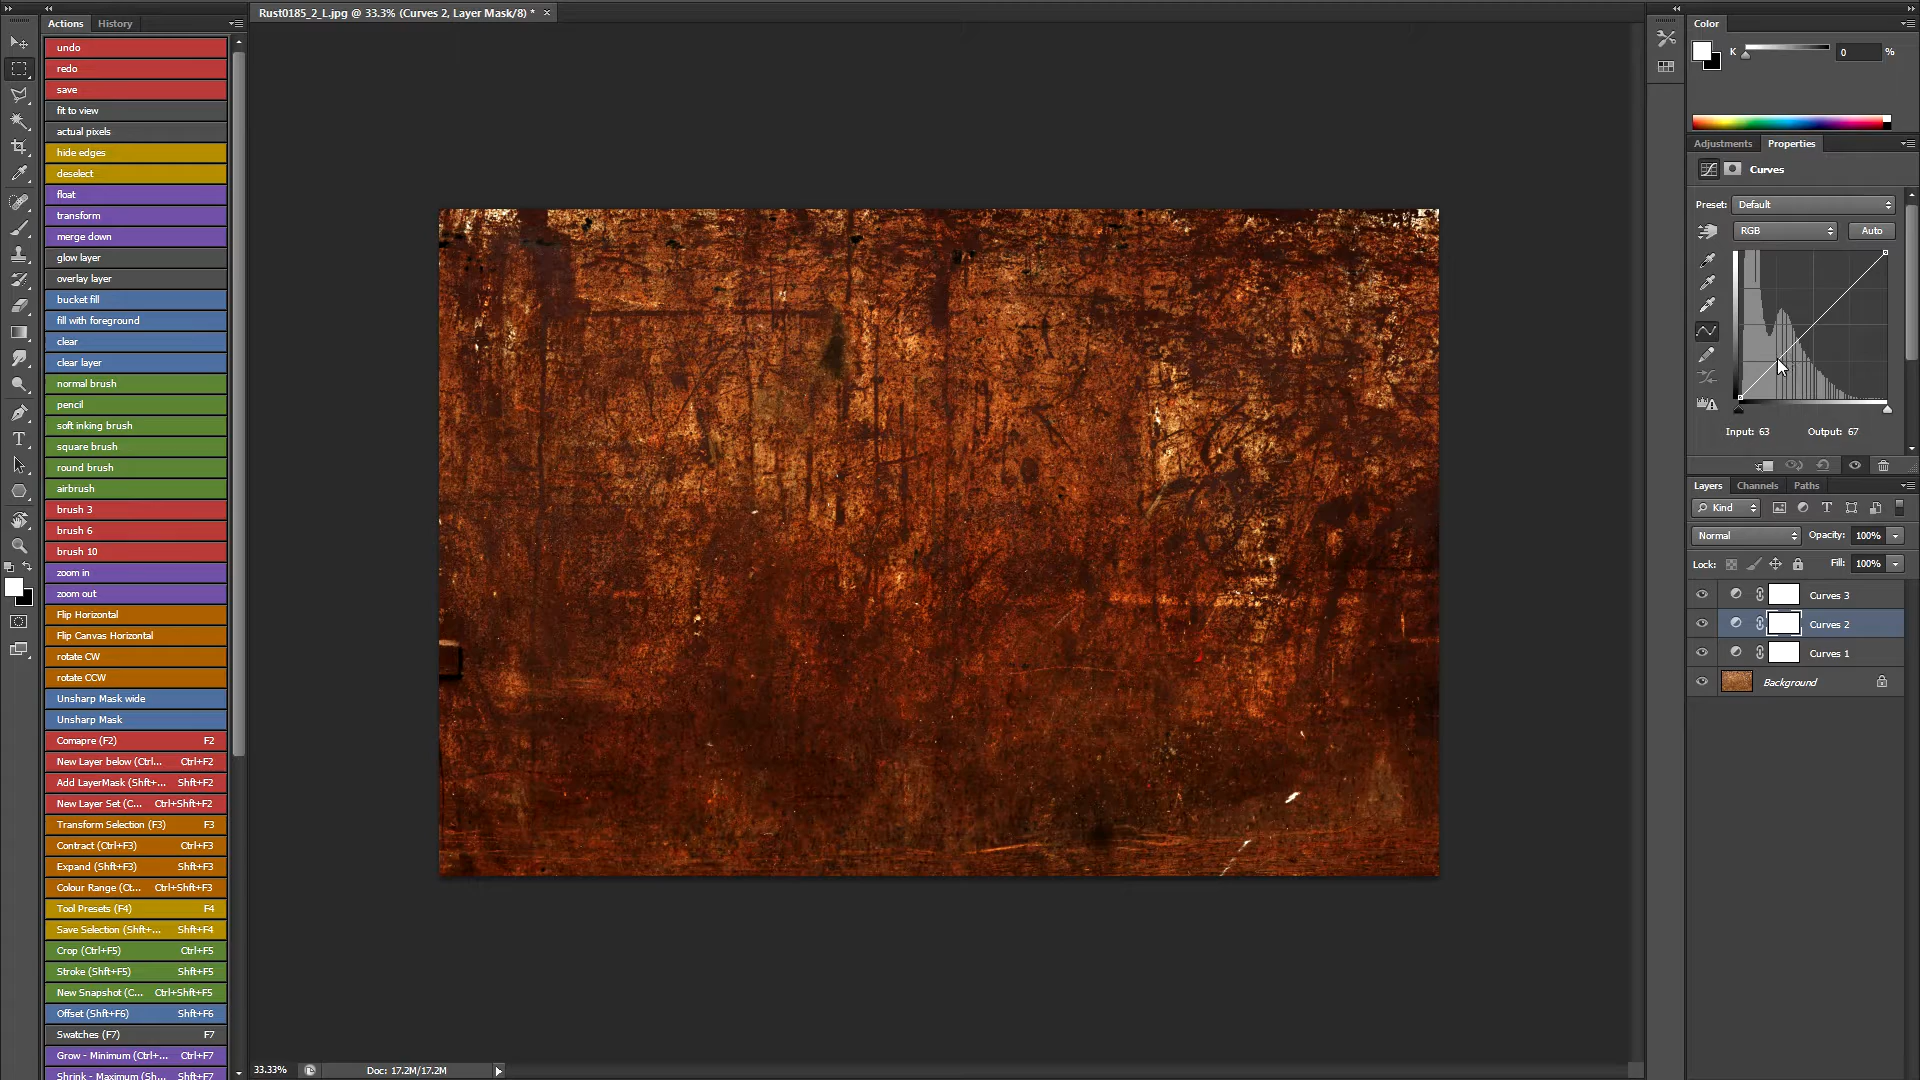 Rust0185_2_L.jpg @ 33.3% (Curves 2, Layer Mask/8) * ×
Actions
History
undo
redo
save
fit to view
actual pixels
hide edges
deselect
float
transform
merge down
glow layer
overlay layer
bucket fill
fill with foreground
clear
clear layer
normal brush
pencil
soft inking brush
square brush
round brush
airbrush
brush 3
brush 6
brush 10
zoom in
zoom out
Flip Horizontal
Flip Canvas Horizontal
rotate CW
rotate CCW
Unsharp Mask wide
Unsharp Mask
Comapre (F2) F2
New Layer below (Ctrl... Ctrl+F2
Add LayerMask (Shft+... Shft+F2
New Layer Set (C... Ctrl+Shft+F2
Transform Selection (F3) F3
Contract (Ctrl+F3) Ctrl+F3
Expand (Shft+F3) Shft+F3
Colour Range (Ct... Ctrl+Shft+F3
Tool Presets (F4) F4
Save Selection (Shft+... Shft+F4
Crop (Ctrl+F5) Ctrl+F5
Stroke (Shft+F5) Shft+F5
New Snapshot (C... Ctrl+Shft+F5
Offset (Shft+F6) Shft+F6
Swatches (F7) F7
Grow - Minimum (Ctrl+... Ctrl+F7
Shrink - Maximum (Sh... Shft+F7
33.33%
Doc: 17.2M/17.2M
Color
K 0 %
Adjustments
Properties
Curves
Preset: Default
RGB
Auto
Input: 63
Output: 67
Layers
Channels
Paths
Kind
Normal
Opacity: 100%
Lock:
Fill: 100%
Curves 3
Curves 2
Curves 1
Background